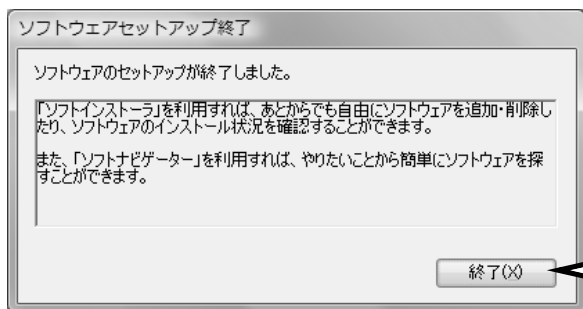 ソフトウェアセットアップ終了
ソフトウェアのセットアップが終了しました。
「ソフトインストーラ」を利用すれば、あとからでも自由にソフトウェアを追加・削除し
たり、ソフトウェアのインストール状況を確認することができます。
また、「ソフトナビゲーター」を利用すれば、やりたいことから簡単にソフトウェアを探
すことができます。
終了(X)